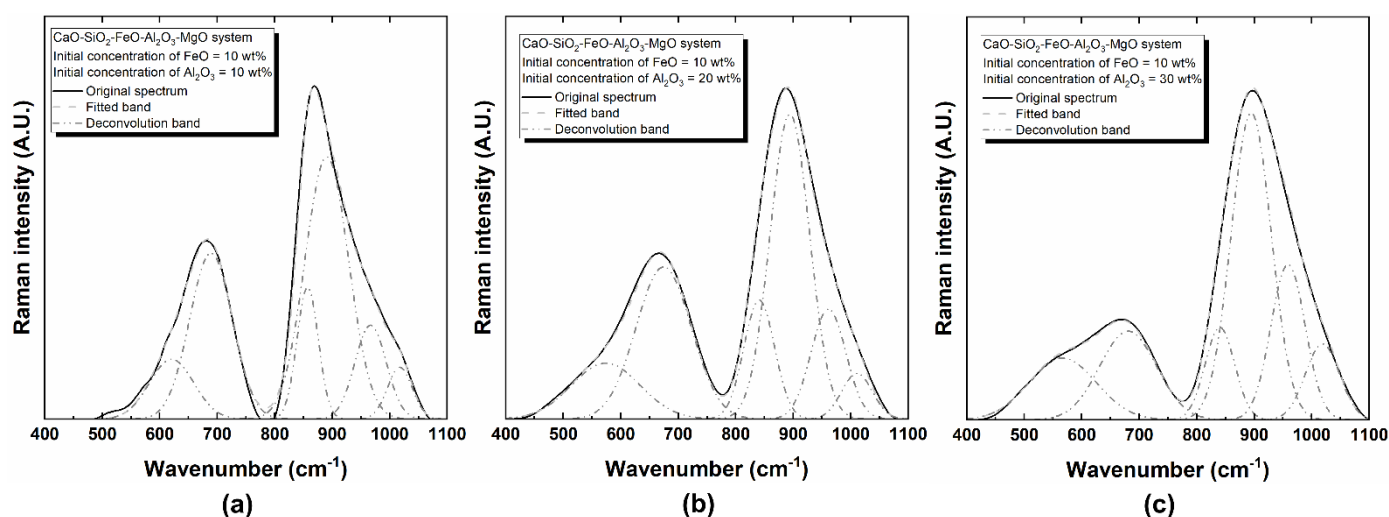 CaO-SiO₂-FeO-Al₂O₃-MgO system
Initial concentration of FeO = 10 wt%
Initial concentration of Al₂O₃ = 10 wt%
Original spectrum
Fitted band
Deconvolution band
Raman intensity (A.U.)
400 500 600 700 800 900 1000 1100
Wavenumber (cm⁻¹)
(a)
CaO-SiO₂-FeO-Al₂O₃-MgO system
Initial concentration of FeO = 10 wt%
Initial concentration of Al₂O₃ = 20 wt%
Original spectrum
Fitted band
Deconvolution band
Raman intensity (A.U.)
400 500 600 700 800 900 1000 1100
Wavenumber (cm⁻¹)
(b)
CaO-SiO₂-FeO-Al₂O₃-MgO system
Initial concentration of FeO = 10 wt%
Initial concentration of Al₂O₃ = 30 wt%
Original spectrum
Fitted band
Deconvolution band
Raman intensity (A.U.)
400 500 600 700 800 900 1000 1100
Wavenumber (cm⁻¹)
(c)